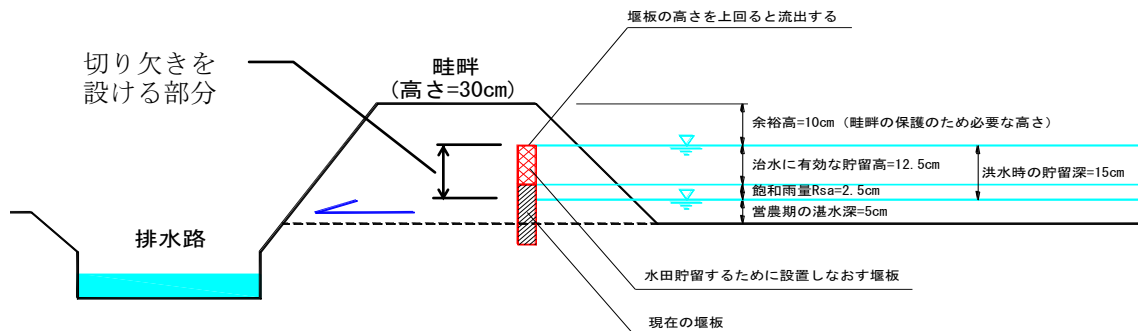 堰板の高さを上回ると流出する
切り欠きを
設ける部分
畦畔
(高さ=30cm)
余裕高=10cm（畦畔の保護のため必要な高さ）
治水に有効な貯留高=12.5cm
洪水時の貯留深=15cm
飽和雨量Rsa=2.5cm
営農期の湛水深=5cm
排水路
水田貯留するために設置しなおす堰板
現在の堰板